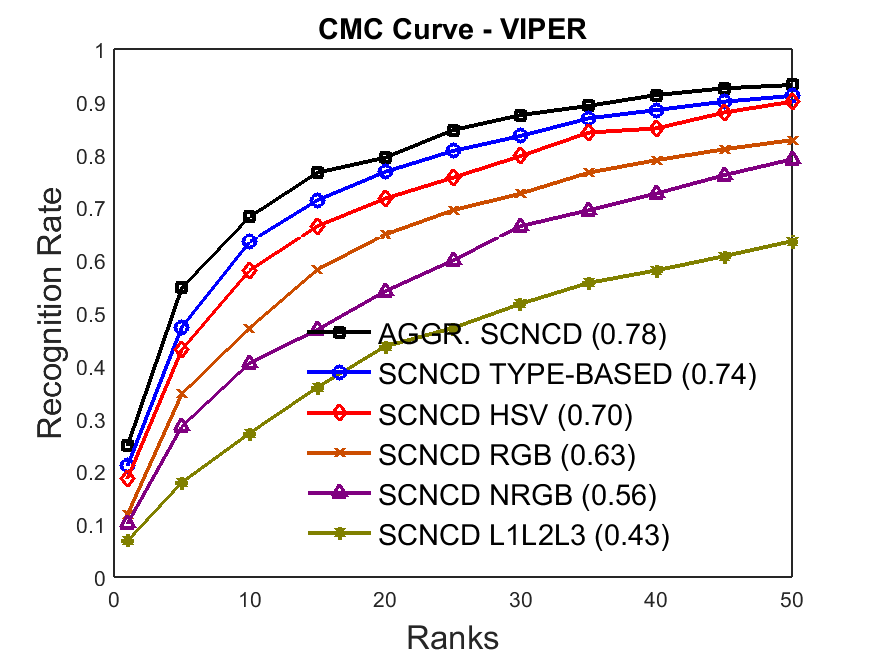 CMC Curve - VIPER
Recognition Rate
1
0.9
0.8
0.7
0.6
0.5
0.4
0.3
0.2
0.1
0
AGGR. SCNCD (0.78)
SCNCD TYPE-BASED (0.74)
SCNCD HSV (0.70)
SCNCD RGB (0.63)
SCNCD NRGB (0.56)
SCNCD L1L2L3 (0.43)
0 10 20 30 40 50
Ranks